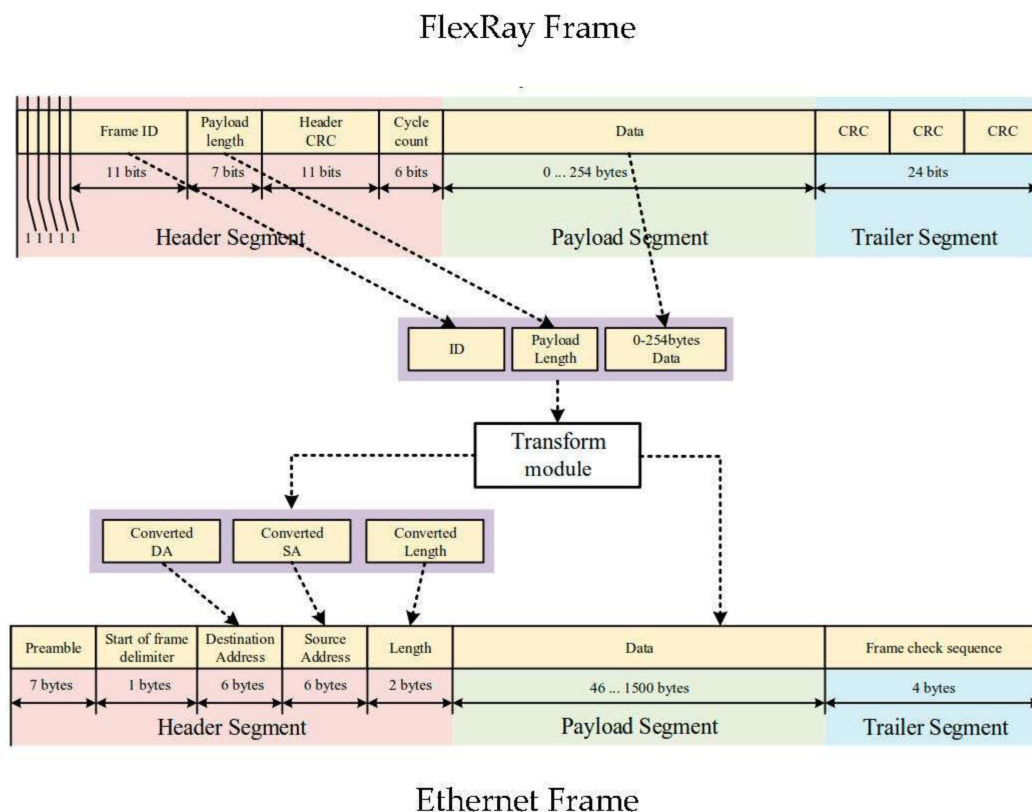 FlexRay Frame
Frame ID
Payload
length
Header
CRC
Cycle
count
Data
CRC
CRC
CRC
11 bits
7 bits
11 bits
6 bits
0 ... 254 bytes
24 bits
1 1 1 1 1
Header Segment
Payload Segment
Trailer Segment
ID
Payload
Length
0-254bytes
Data
Transform
module
Converted
DA
Converted
SA
Converted
Length
Preamble
Start of frame
delimiter
Destination
Address
Source
Address
Length
Data
Frame check sequence
7 bytes
1 bytes
6 bytes
6 bytes
2 bytes
46 ... 1500 bytes
4 bytes
Header Segment
Payload Segment
Trailer Segment
Ethernet Frame